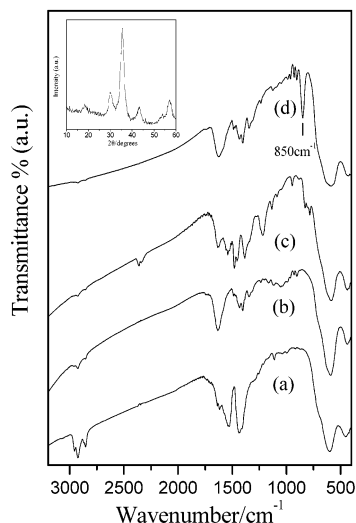 Transmittance % (a.u.)
Intensity (a.u.)
10 20 30 40 50 60
2θ/degrees
(d)
850cm-1
(c)
(b)
(a)
3000 2500 2000 1500 1000 500
Wavenumber/cm-1